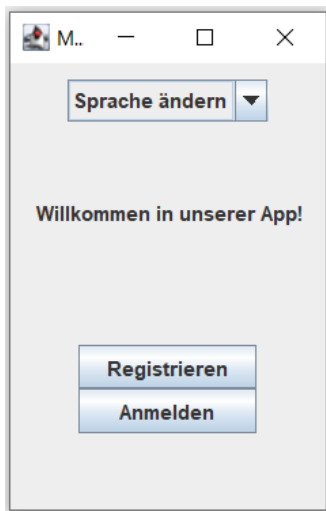 M..
Sprache ändern
Willkommen in unserer App!
Registrieren
Anmelden